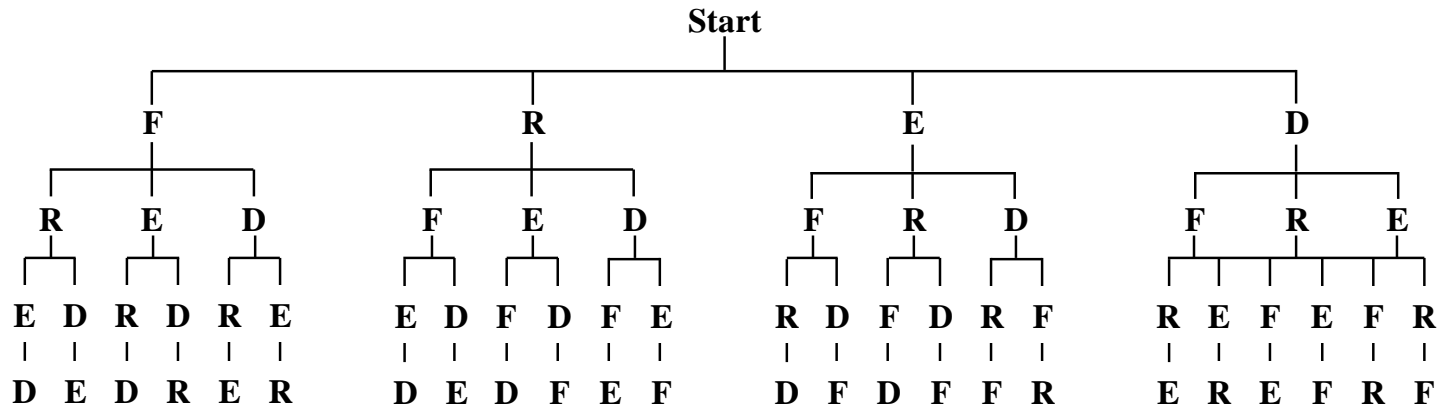 Start
F R E D
R E D F E D F R D F R E
E D R D R E E D F D F E R D F D R F R E F E F R
D E D R E R D E D F E F D F D F F R E R E F R F